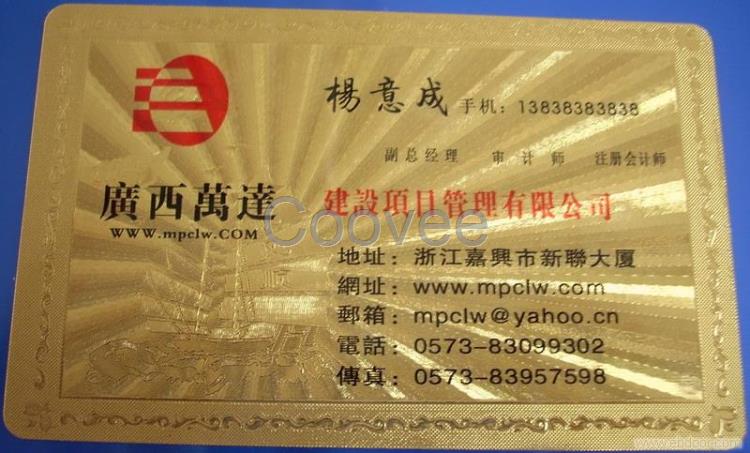 楊意成 手机：13838383838
副总经理 审计师 注册会计师
廣西萬達 建設項目管理有限公司
WWW.mpclw.COM
Coovee
地址：浙江嘉興市新聯大厦
網址：www.mpclw.com
郵箱：mpclw@yahoo.cn
電話：0573-83099302
傳真：0573-83957598
www.ebdoor.com